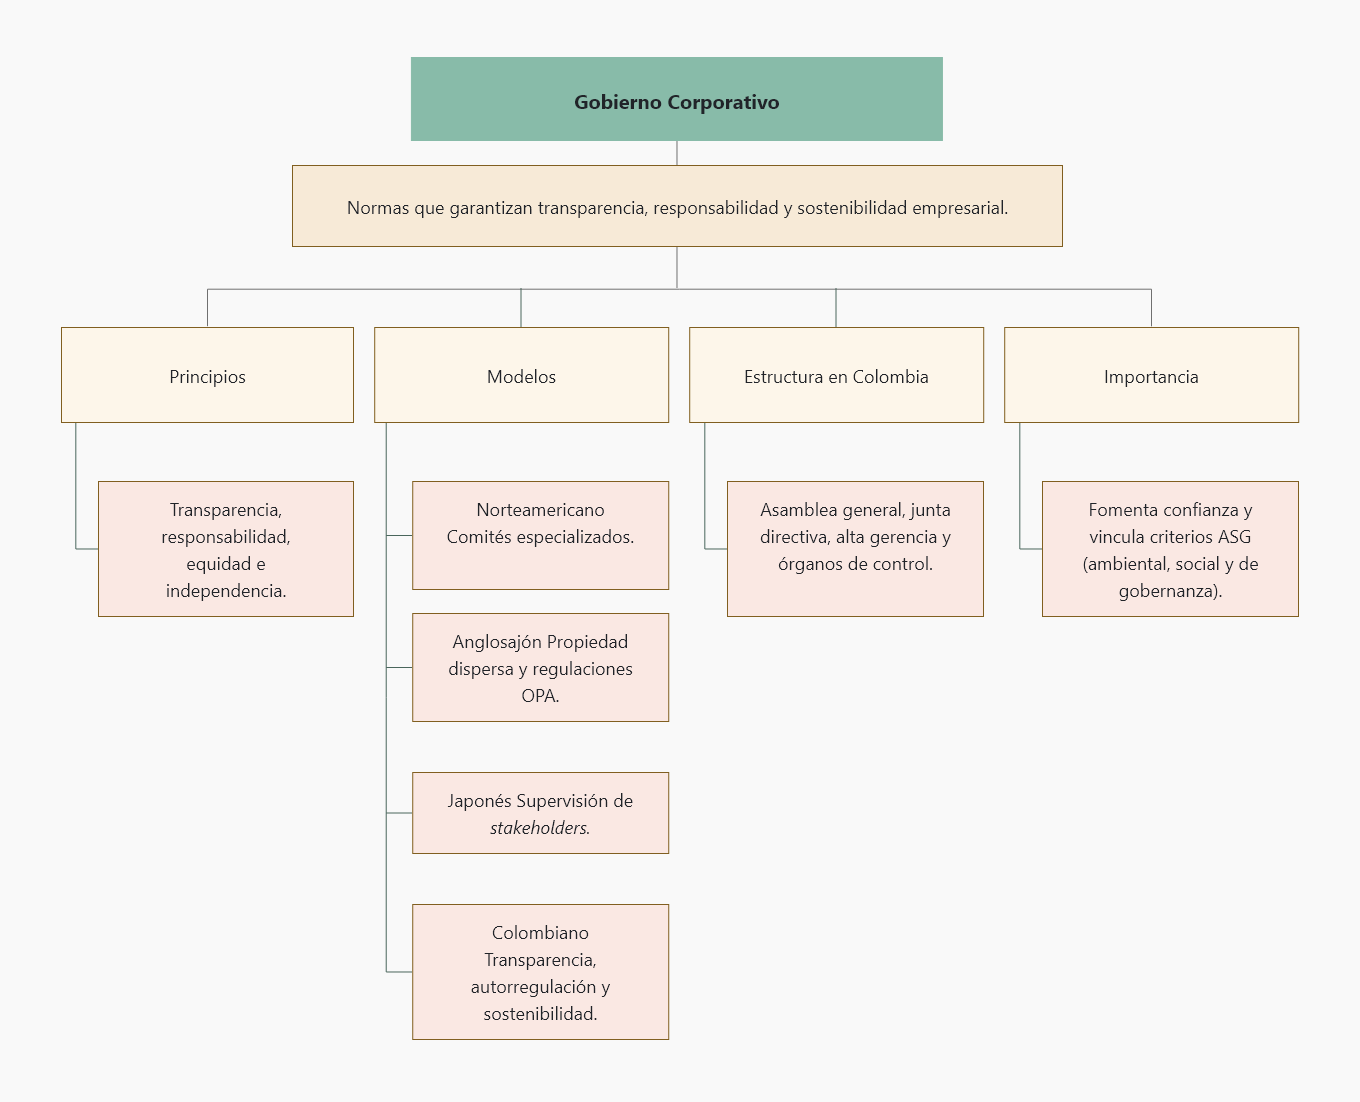 Gobierno Corporativo
Normas que garantizan transparencia, responsabilidad y sostenibilidad empresarial.
Principios
Transparencia,
responsabilidad,
equidad e
independencia.
Modelos
Norteamericano
Comités especializados.
Anglosajón Propiedad
dispersa y regulaciones
OPA.
Japonés Supervisión de
stakeholders.
Colombiano
Transparencia,
autorregulación y
sostenibilidad.
Estructura en Colombia
Asamblea general, junta
directiva, alta gerencia y
órganos de control.
Importancia
Fomenta confianza y
vincula criterios ASG
(ambiental, social y de
gobernanza).